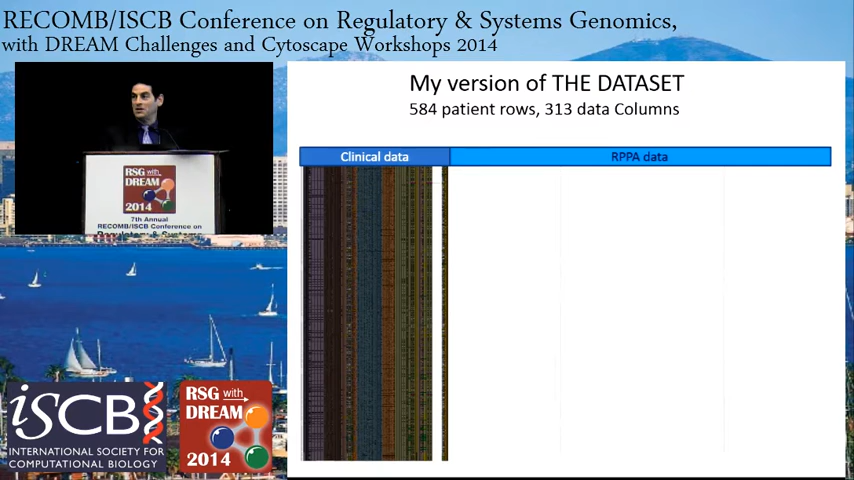 RECOMB/ISCB Conference on Regulatory & Systems Genomics,
with DREAM Challenges and Cytoscape Workshops 2014
My version of THE DATASET
584 patient rows, 313 data Columns
Clinical data
RPPA data
RSG with
DREAM
2014
7th Annual
RECOMB/ISCB Conference on
Regulatory & Systems
iSCB
INTERNATIONAL SOCIETY FOR
COMPUTATIONAL BIOLOGY
RSG with
DREAM
2014